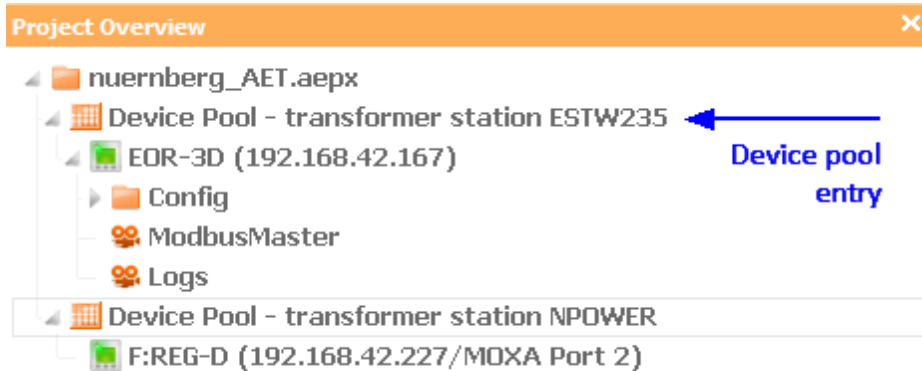 Project Overview
nuernberg_AET.aepx
Device Pool - transformer station ESTW235
EOR-3D (192.168.42.167)
Device pool
entry
Config
ModbusMaster
Logs
Device Pool - transformer station NPOWER
F:REG-D (192.168.42.227/MOXA Port 2)